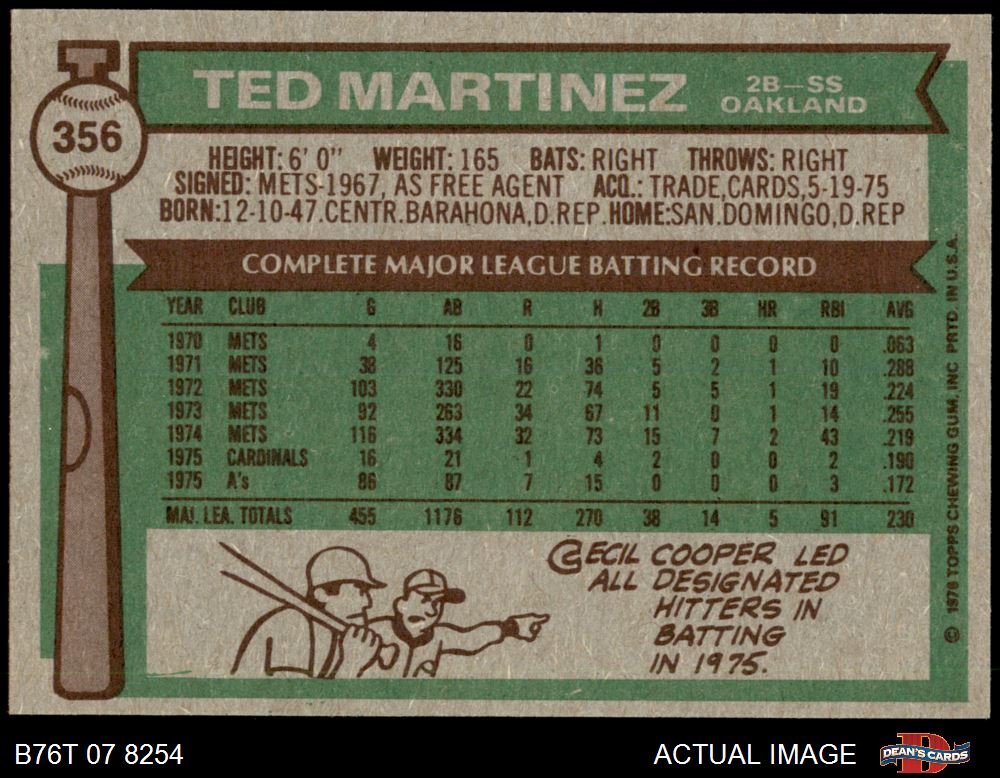 356
TED MARTINEZ
2B—SS
OAKLAND
HEIGHT: 6' 0" WEIGHT: 165 BATS: RIGHT THROWS: RIGHT
SIGNED: METS-1967, AS FREE AGENT ACQ.: TRADE,CARDS,5-19-75
BORN:12-10-47.CENTR.BARAHONA,D.REP.HOME:SAN.DOMINGO,D.REP
COMPLETE MAJOR LEAGUE BATTING RECORD
YEAR CLUB G AB R H 2B 3B HR RBI AVG
1970 METS 4 16 0 1 0 0 0 0 .063
1971 METS 38 125 16 36 5 2 1 10 .288
1972 METS 103 330 22 74 5 5 1 19 .224
1973 METS 92 263 34 67 11 0 1 14 .255
1974 METS 116 334 32 73 15 7 2 43 .219
1975 CARDINALS 16 21 1 4 2 0 0 2 .190
1975 A's 86 87 7 15 0 0 0 3 .172
MAJ. LEA. TOTALS 455 1176 112 270 38 14 5 91 230
CECIL COOPER LED
ALL DESIGNATED
HITTERS IN
BATTING
IN 1975.
© 1976 TOPPS CHEWING GUM, INC PRTD. IN U.S.A.
B76T 07 8254
ACTUAL IMAGE
D
DEAN'S CARDS